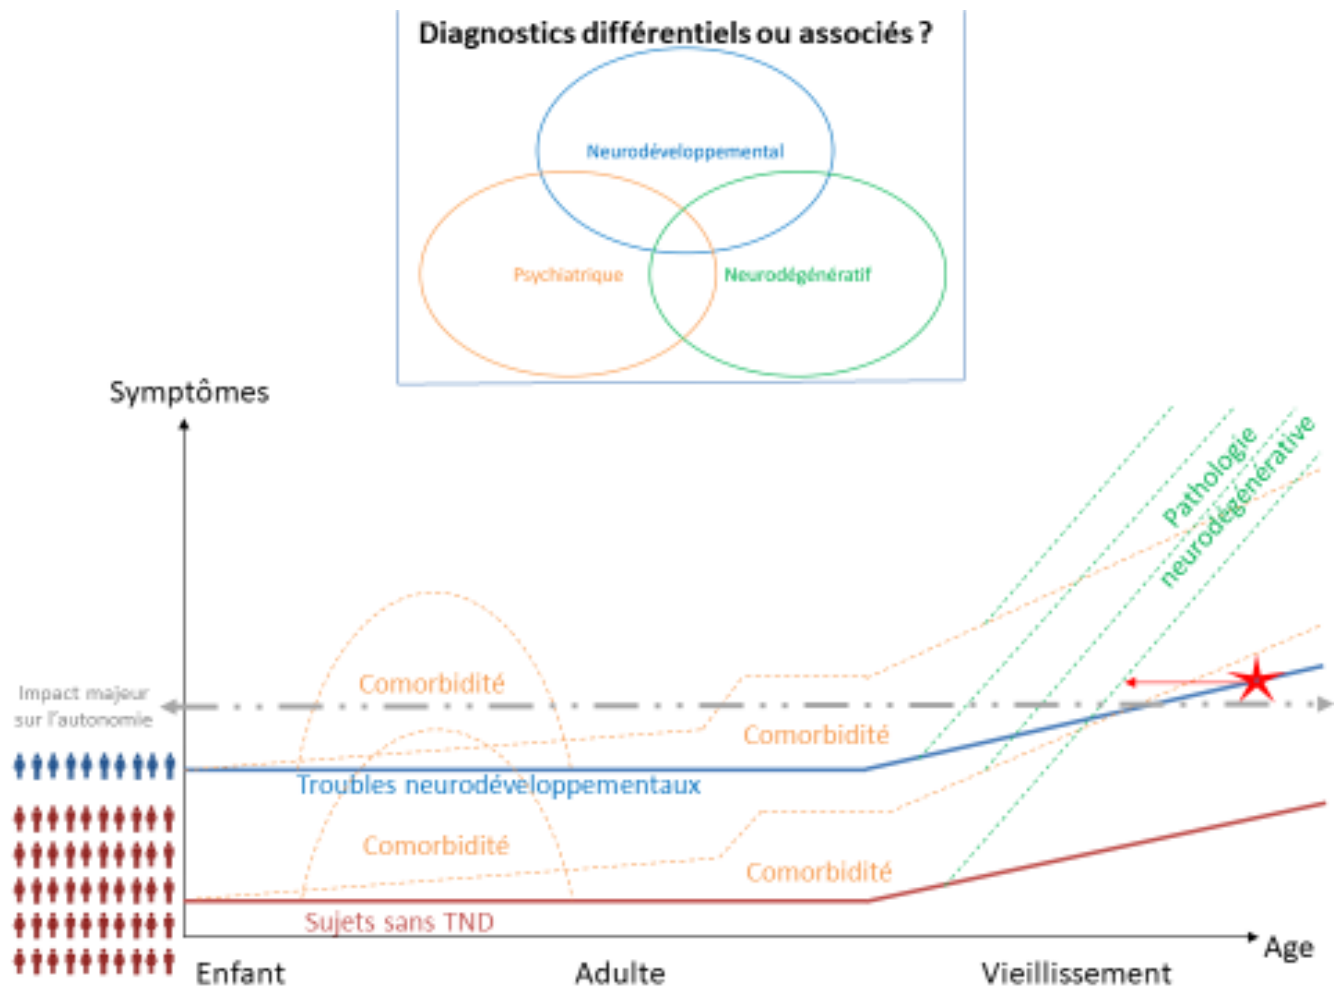 Diagnostics différentiels ou associés ?
Neurodéveloppemental
Psychiatrique
Neurodégénératif
Symptômes
Pathologie
neurodégénérative
Impact majeur
sur l'autonomie
Comorbidité
Comorbidité
Troubles neurodéveloppementaux
Comorbidité
Comorbidité
Sujets sans TND
Age
Enfant
Adulte
Vieillissement